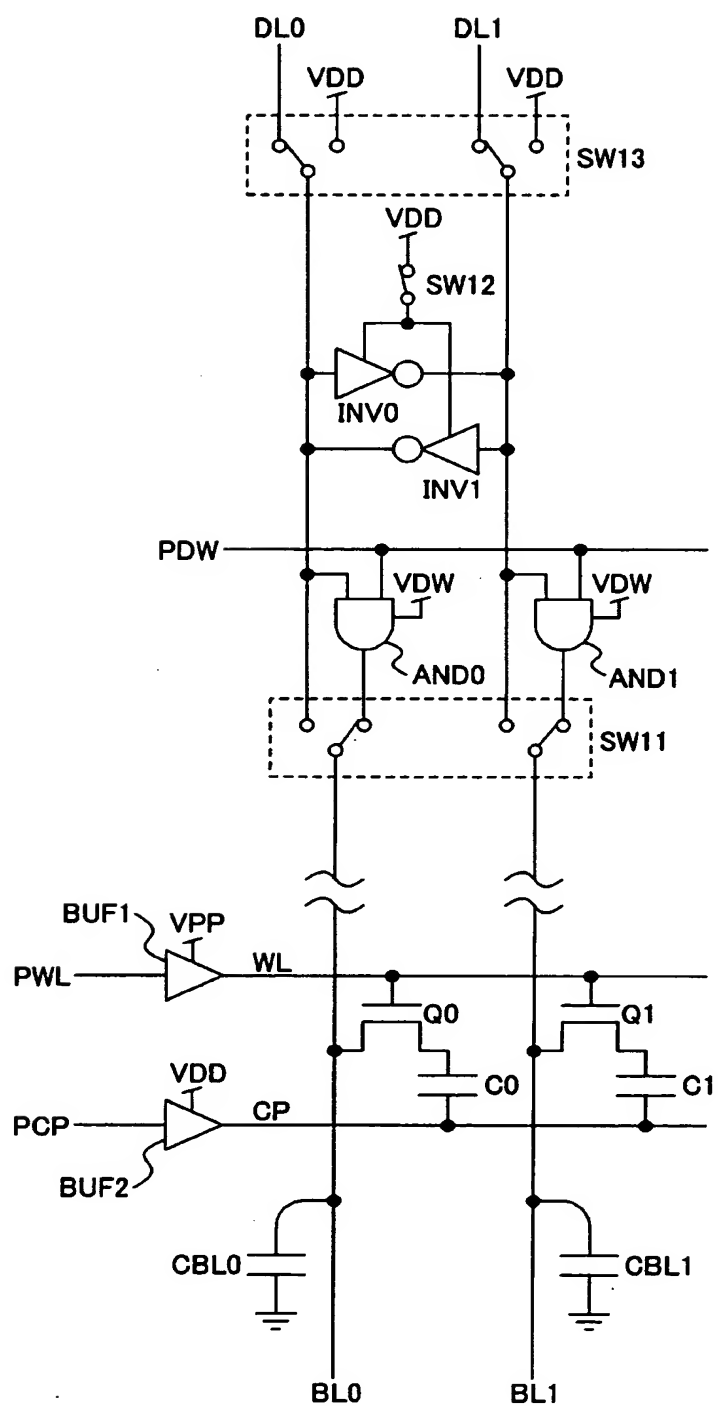 DL0 DL1
VDD VDD
SW13
VDD
SW12
INV0
INV1
PDW
VDW VDW
AND0 AND1
SW11
BUF1
VPP
PWL WL
Q0 Q1
VDD
C0 C1
PCP CP
BUF2
CBL0 CBL1
BL0 BL1